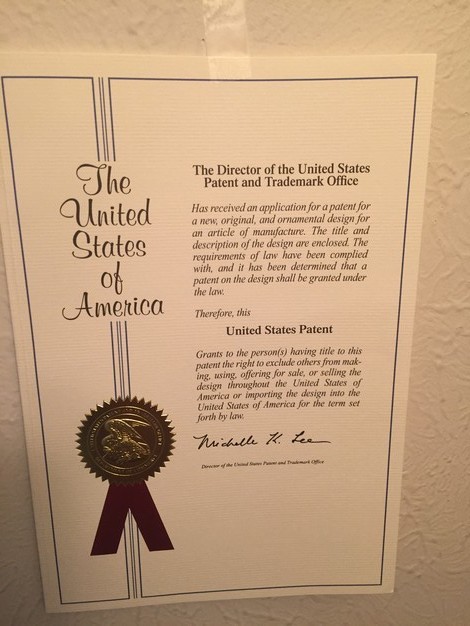 The
United
States
of
America
The Director of the United States
Patent and Trademark Office
Has received an application for a patent for
a new, original, and ornamental design for
an article of manufacture. The title and
description of the design are enclosed. The
requirements of law have been complied
with, and it has been determined that a
patent on the design shall be granted under
the law.
Therefore, this
United States Patent
Grants to the person(s) having title to this
patent the right to exclude others from mak-
ing, using, offering for sale, or selling the
design throughout the United States of
America or importing the design into the
United States of America for the term set
forth by law.
Michelle K. Lee
Director of the United States Patent and Trademark Office